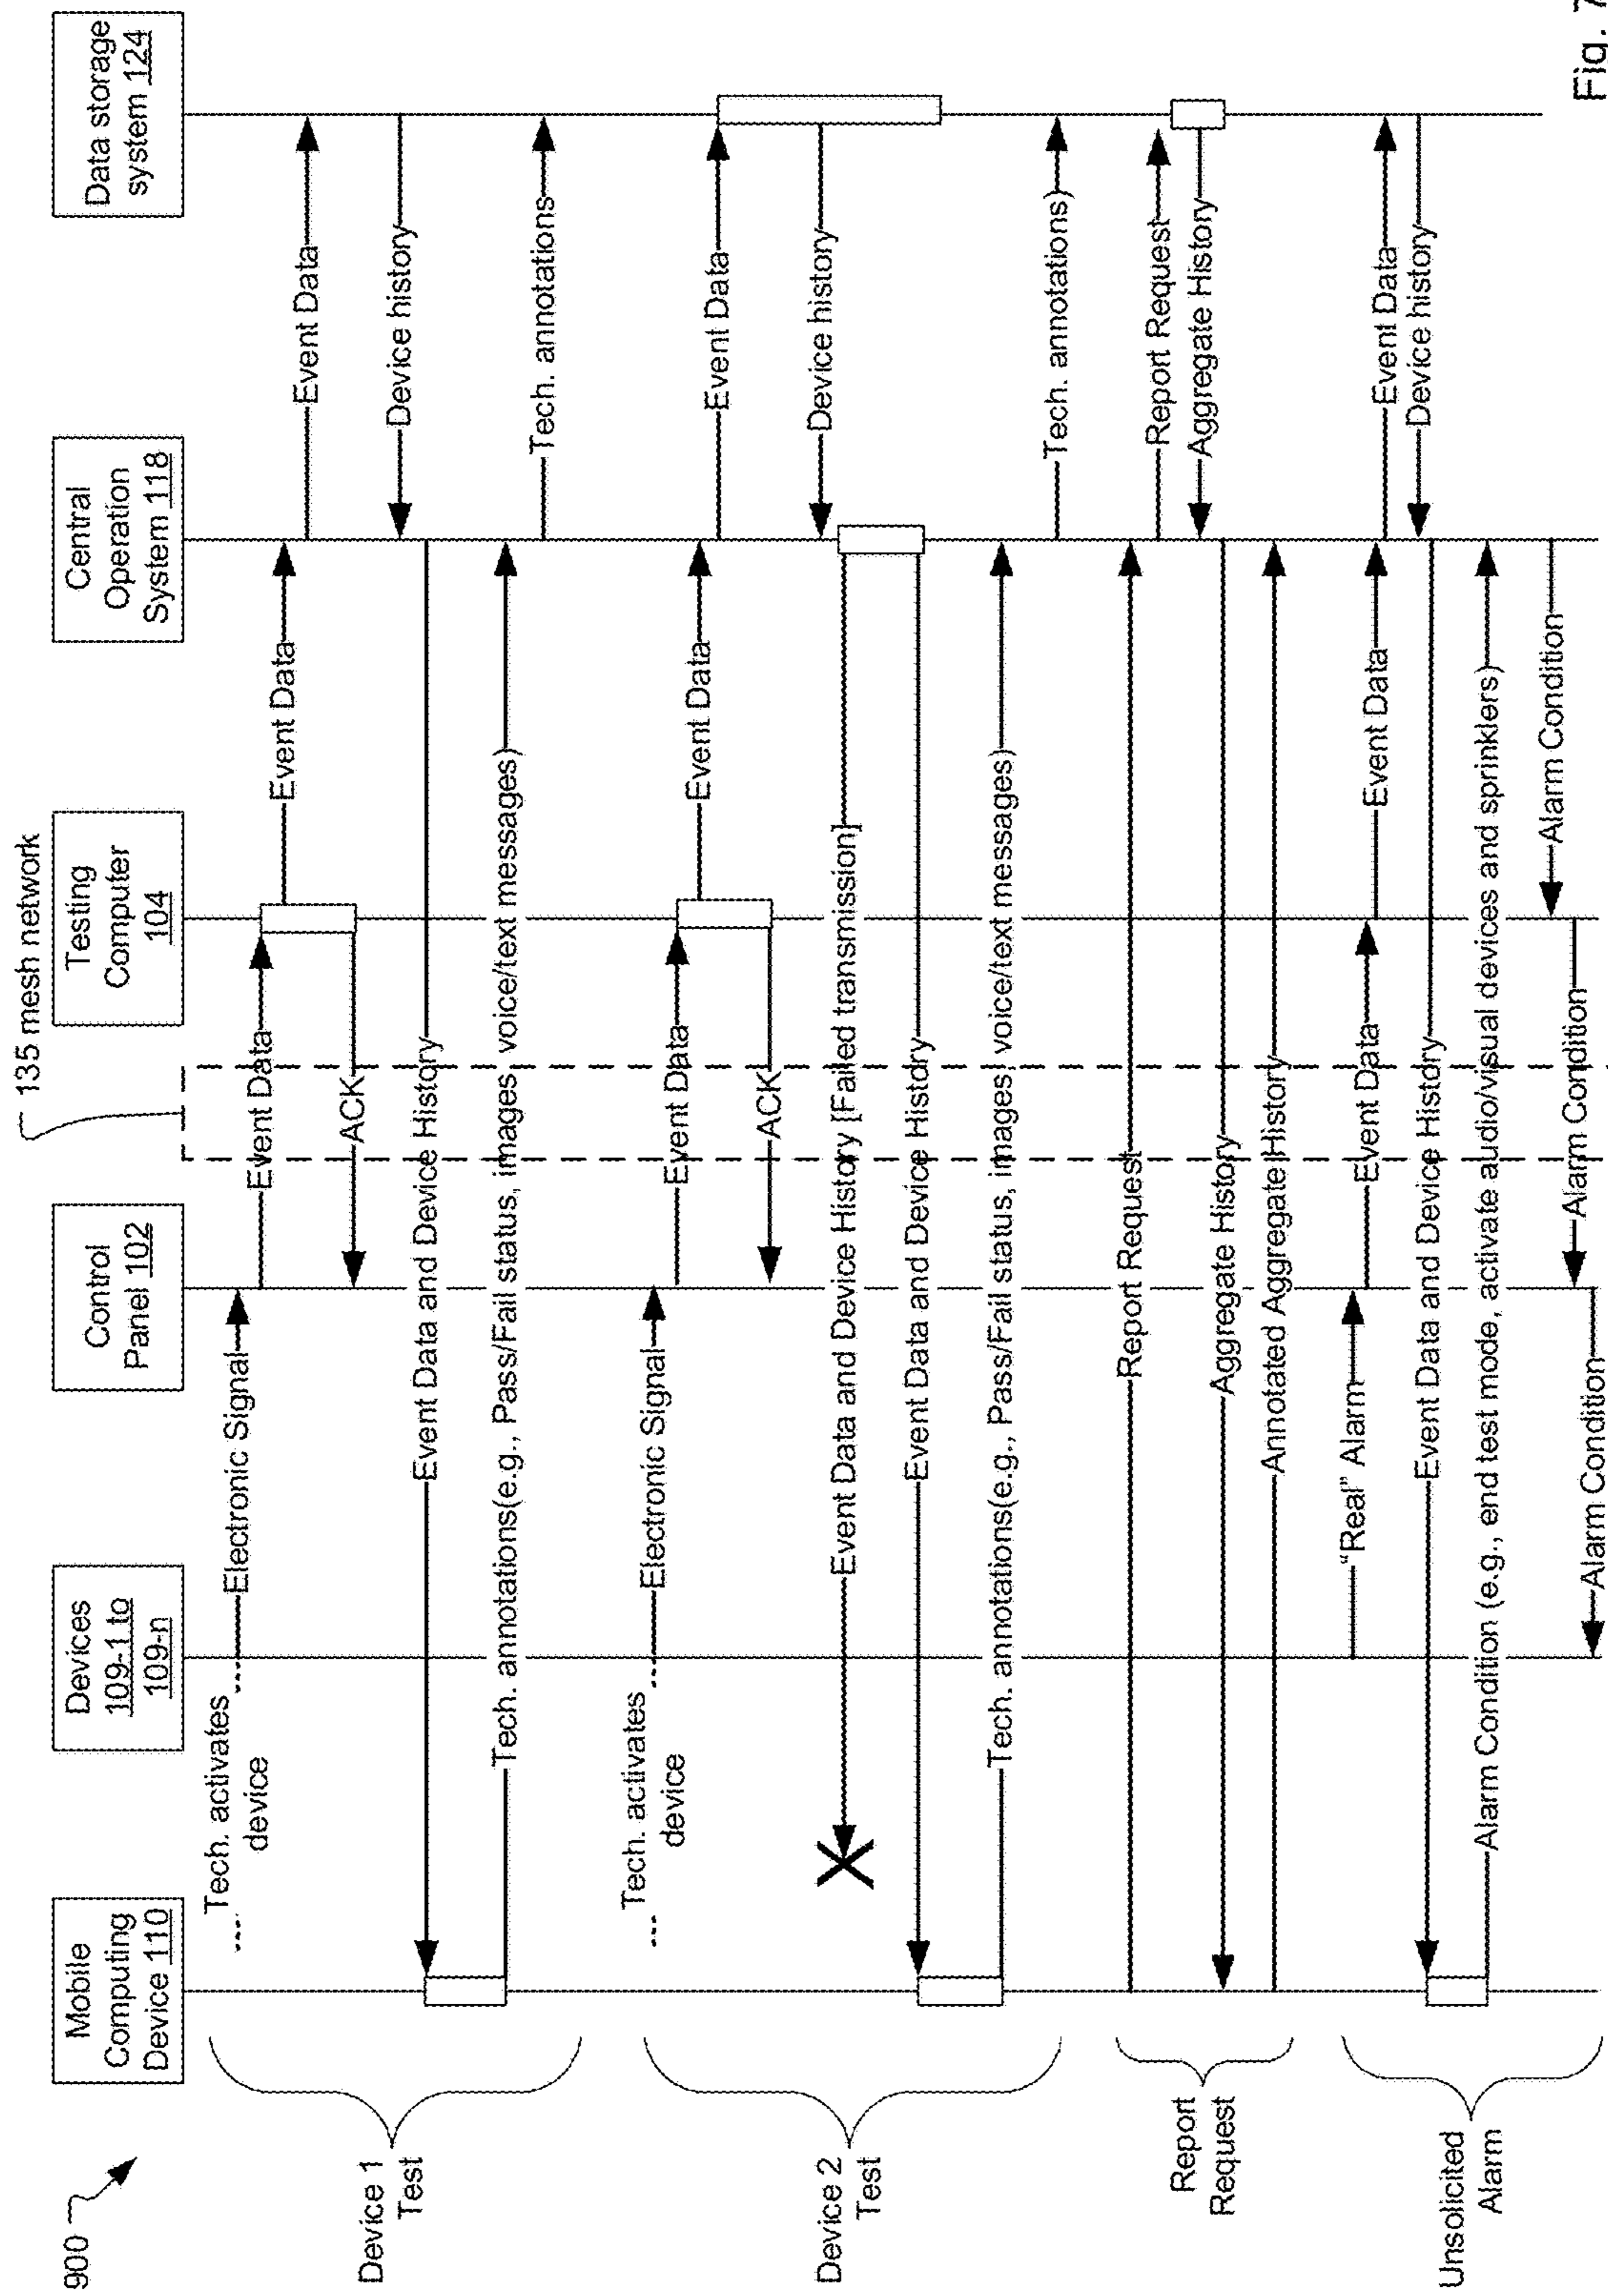 900
135 mesh network
Mobile
Computing
Device 110
Devices
109-1 to
109-n
Control
Panel 102
Testing
Computer
104
Central
Operation
System 118
Data storage
system 124
Device 1
Test
Tech. activates
device
Electronic Signal
Event Data
Event Data
Event Data
ACK
Device history
Event Data and Device History
Tech. annotations(e.g., Pass/Fail status, images, voice/text messages)
Tech. annotations
Device 2
Test
Tech. activates
device
Electronic Signal
Event Data
Event Data
Event Data
ACK
Device history
Event Data and Device History [Failed transmission]
Event Data and Device History
Tech. annotations(e.g., Pass/Fail status, images, voice/text messages)
Tech. annotations)
Report
Request
Report Request
Report Request
Aggregate History
Aggregate History
Annotated Aggregate History
Unsolicited
Alarm
"Real" Alarm
Event Data
Event Data
Event Data
Device history
Event Data and Device History
Alarm Condition (e.g., end test mode, activate audio/visual devices and sprinklers)
Alarm Condition
Alarm Condition
Alarm Condition
Fig. 7